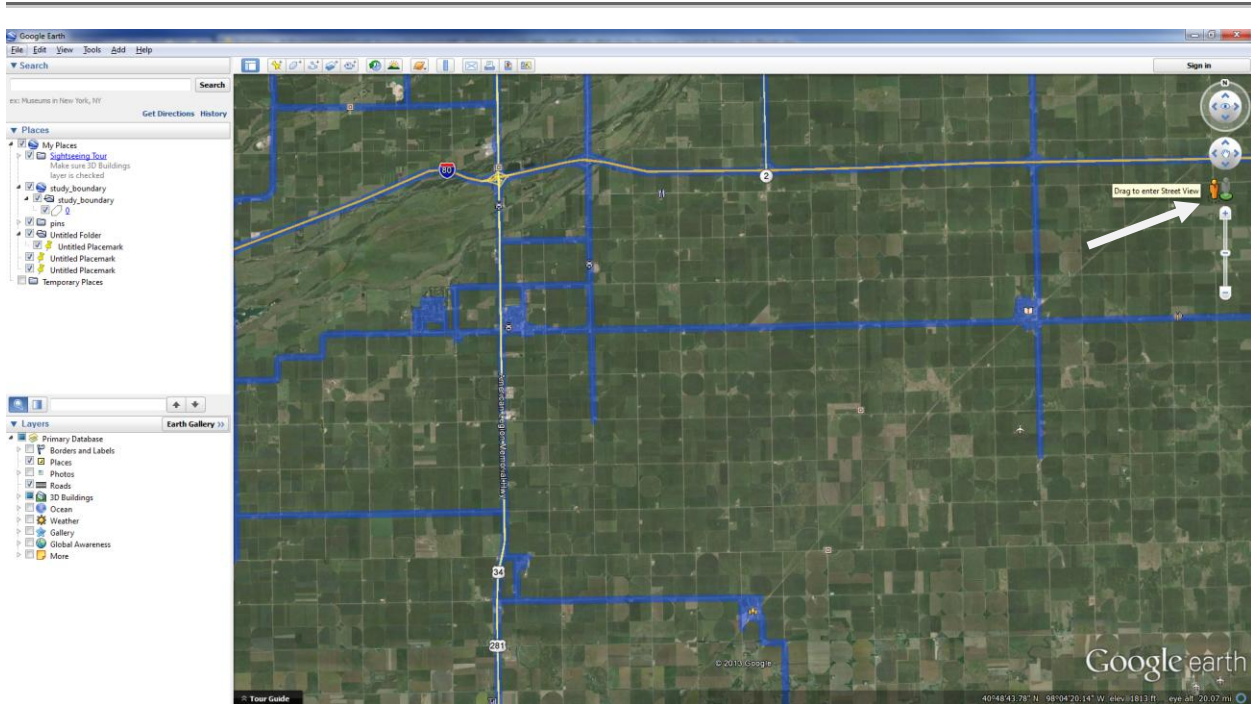 Google Earth
File Edit View Tools Add Help
▼ Search
Search
ex: Museums in New York, NY
Get Directions History
▼ Places
My Places
Sightseeing Tour
Make sure 3D Buildings
layer is checked
study_boundary
study_boundary
0
pins
Untitled Folder
Untitled Placemark
Untitled Placemark
Untitled Placemark
Temporary Places
▼ Layers
Earth Gallery >>
Primary Database
Borders and Labels
Places
Photos
Roads
3D Buildings
Ocean
Weather
Gallery
Global Awareness
More
Sign in
N
80
2
Drag to enter Street View
American Legion Memorial Hwy
34
281
© 2013 Google
Google earth
Tour Guide
40°48'43.78" N 98°04'20.14" W elev 1813 ft eye alt 20.07 mi